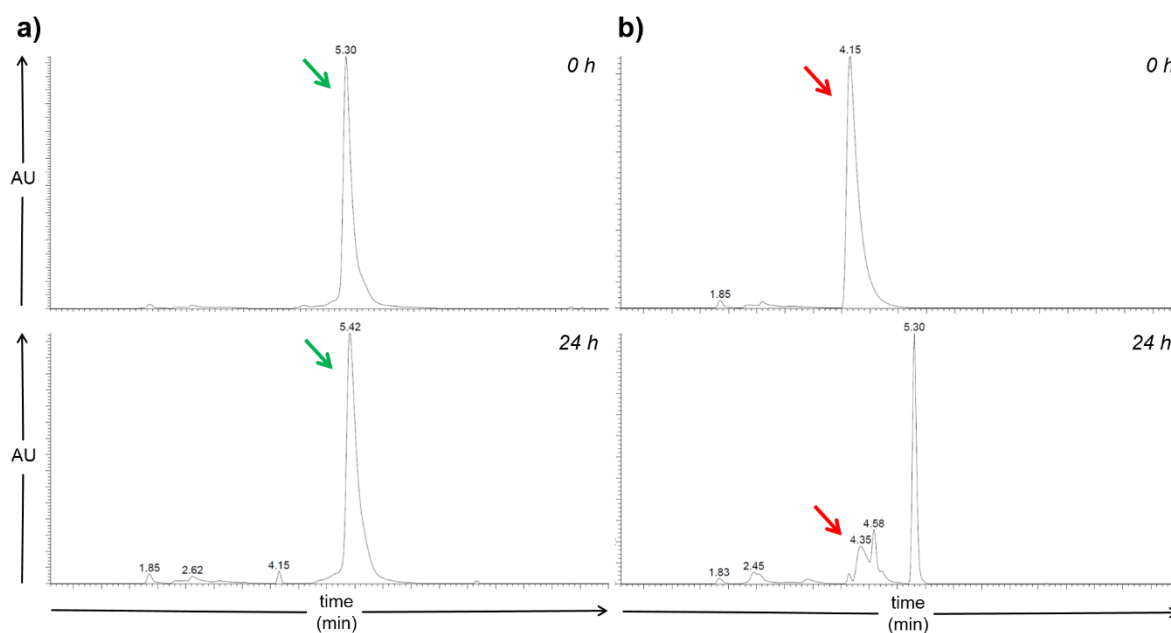 a)
5.30
0 h
AU
5.42
24 h
AU
1.85
2.62
4.15
time
(min)
b)
4.15
0 h
1.85
5.30
24 h
4.58
4.35
1.83
2.45
time
(min)